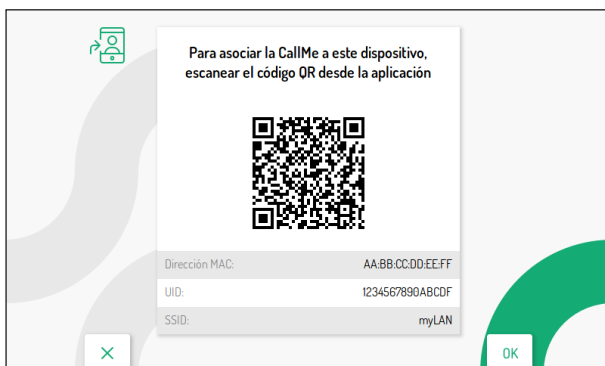 Para asociar la CallMe a este dispositivo,
escanear el código QR desde la aplicación
Dirección MAC: AA:BB:CC:DD:EE:FF
UID: 1234567890ABCDF
SSID: myLAN
OK